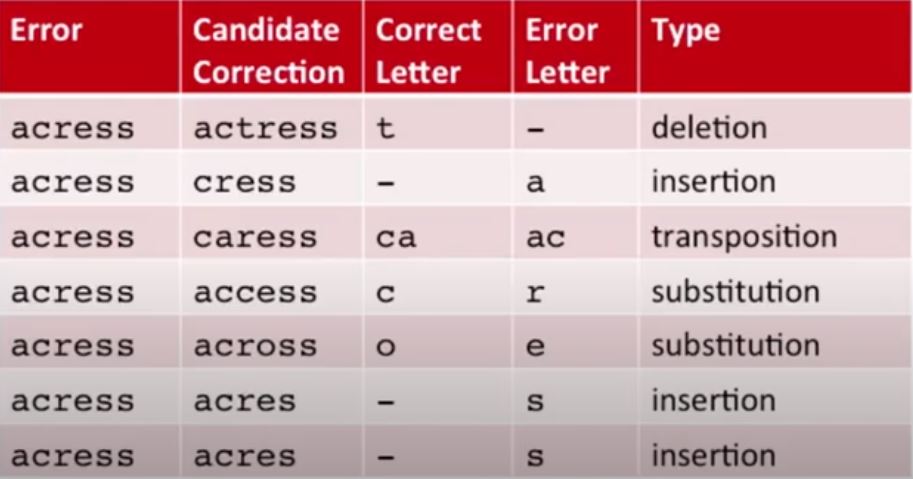 Error Candidate Correction Correct Letter Error Letter Type
acress actress t - deletion
acress cress - a insertion
acress caress ca ac transposition
acress access c r substitution
acress across o e substitution
acress acres - s insertion
acress acres - s insertion